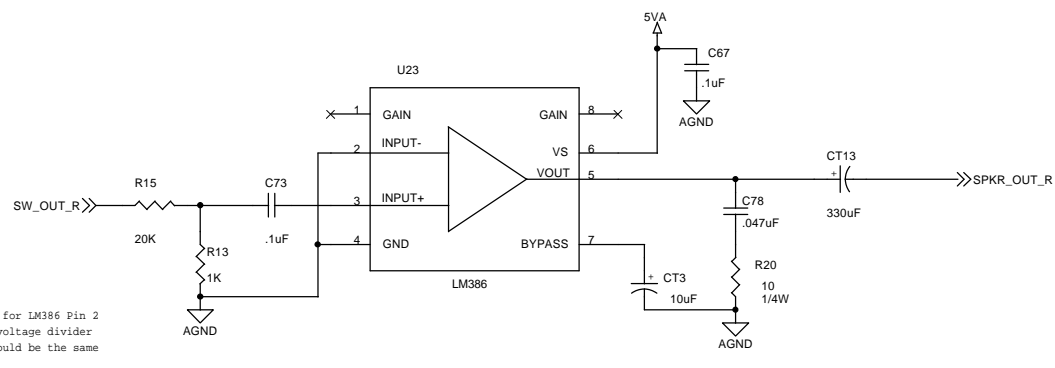 5VA
C67
.1uF
AGND
U23
1
GAIN
GAIN
8
2
INPUT-
VS
6
VOUT
5
CT13
+
330uF
SPKR_OUT_R
R15
C73
SW_OUT_R
3
INPUT+
20K
.1uF
C78
.047uF
R13
1K
4
GND
BYPASS
7
LM386
+
CT3
10uF
R20
10
1/4W
AGND
AGND
for LM386 Pin 2
voltage divider
ould be the same